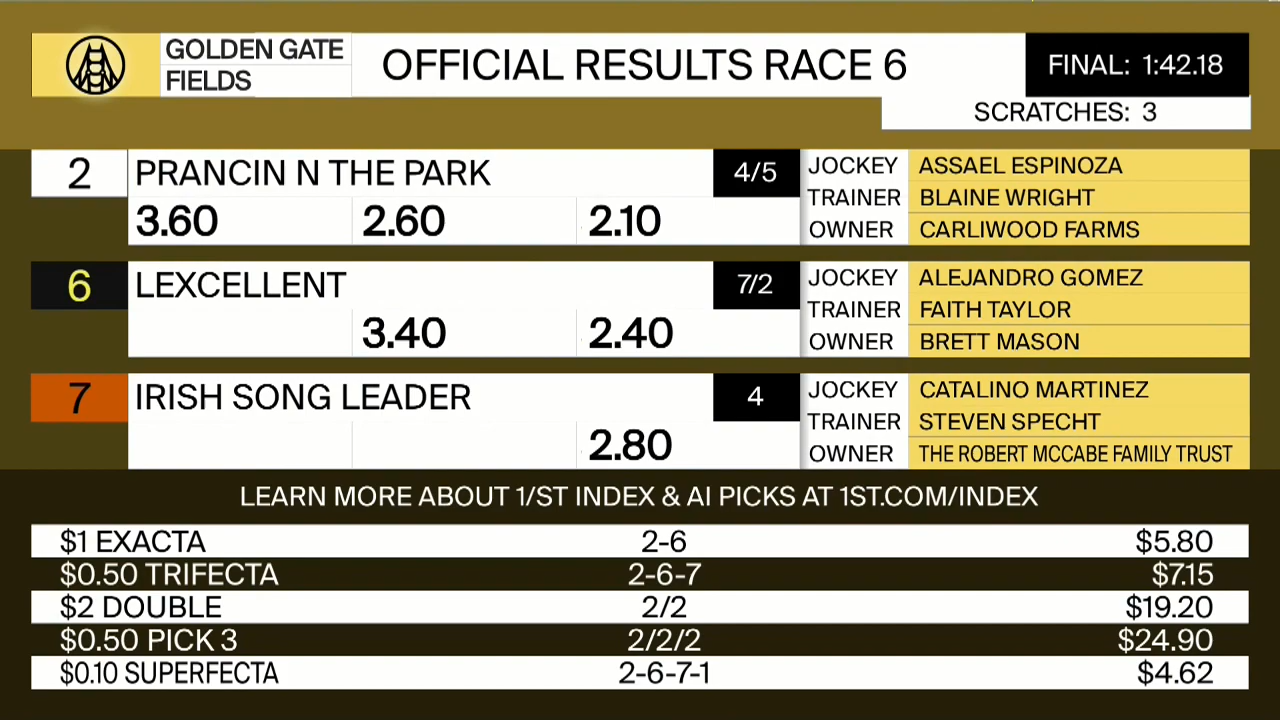 GOLDEN GATE
FIELDS
OFFICIAL RESULTS RACE 6
FINAL: 1:42.18
SCRATCHES: 3
2 PRANCIN N THE PARK 4/5
3.60 2.60 2.10
JOCKEY ASSAEL ESPINOZA
TRAINER BLAINE WRIGHT
OWNER CARLIWOOD FARMS
6 LEXCELLENT 7/2
3.40 2.40
JOCKEY ALEJANDRO GOMEZ
TRAINER FAITH TAYLOR
OWNER BRETT MASON
7 IRISH SONG LEADER 4
2.80
JOCKEY CATALINO MARTINEZ
TRAINER STEVEN SPECHT
OWNER THE ROBERT MCCABE FAMILY TRUST
LEARN MORE ABOUT 1/ST INDEX & AI PICKS AT 1ST.COM/INDEX
$1 EXACTA 2-6 $5.80
$0.50 TRIFECTA 2-6-7 $7.15
$2 DOUBLE 2/2 $19.20
$0.50 PICK 3 2/2/2 $24.90
$0.10 SUPERFECTA 2-6-7-1 $4.62